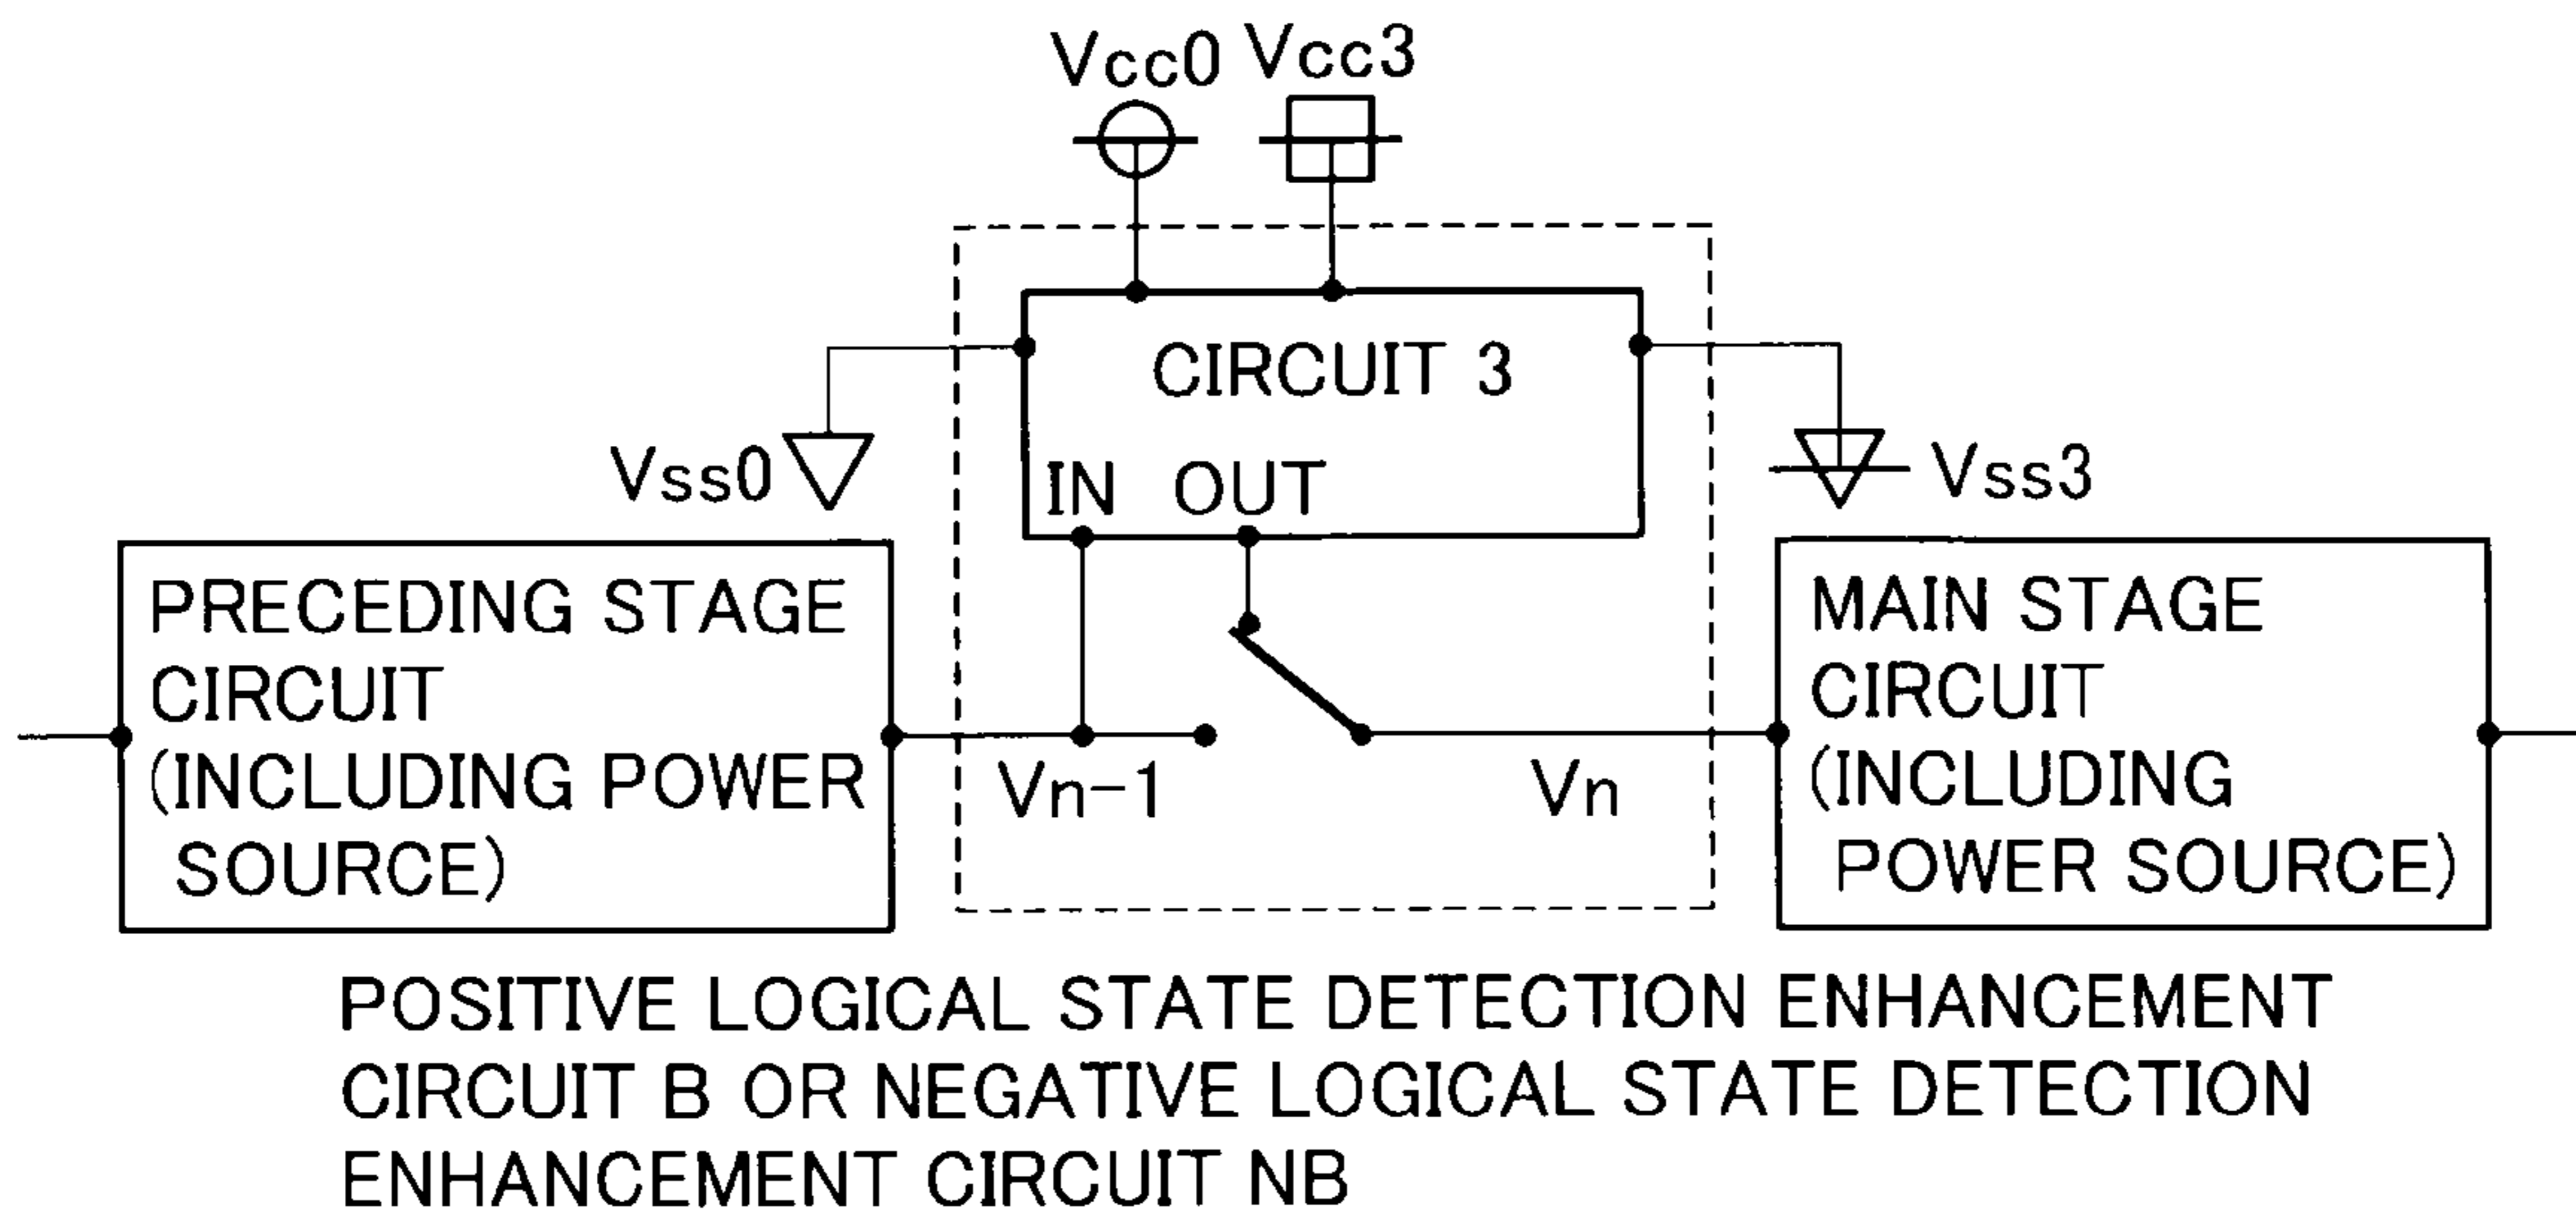 Vcc0 Vcc3
CIRCUIT 3
Vss0
IN OUT
Vss3
PRECEDING STAGE
CIRCUIT
(INCLUDING POWER
SOURCE)
Vn-1
Vn
MAIN STAGE
CIRCUIT
(INCLUDING
POWER SOURCE)
POSITIVE LOGICAL STATE DETECTION ENHANCEMENT
CIRCUIT B OR NEGATIVE LOGICAL STATE DETECTION
ENHANCEMENT CIRCUIT NB